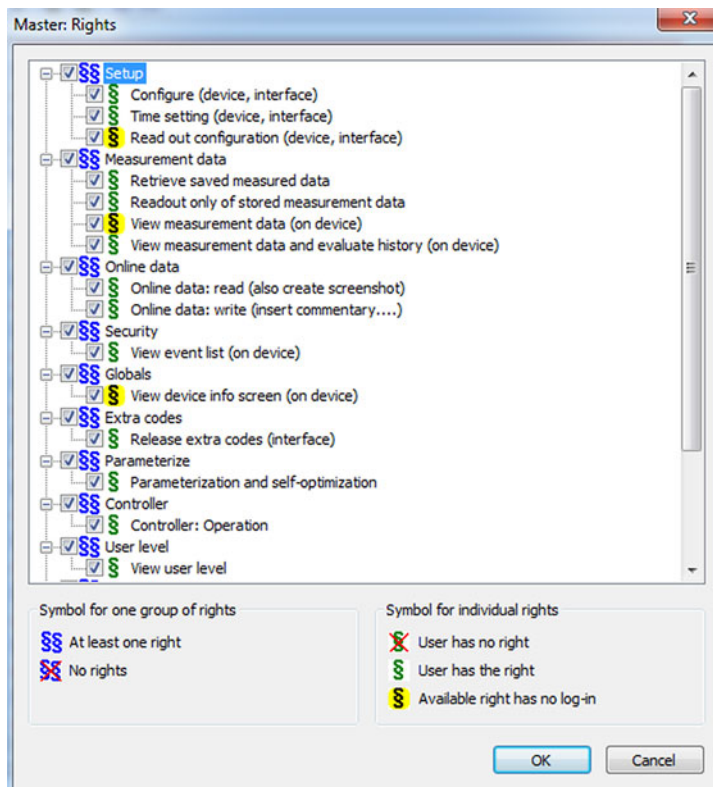 Master: Rights
§§ Setup
§ Configure (device, interface)
§ Time setting (device, interface)
§ Read out configuration (device, interface)
§§ Measurement data
§ Retrieve saved measured data
§ Readout only of stored measurement data
§ View measurement data (on device)
§ View measurement data and evaluate history (on device)
§§ Online data
§ Online data: read (also create screenshot)
§ Online data: write (insert commentary....)
§§ Security
§ View event list (on device)
§§ Globals
§ View device info screen (on device)
§§ Extra codes
§ Release extra codes (interface)
§§ Parameterize
§ Parameterization and self-optimization
§§ Controller
§ Controller: Operation
§§ User level
§ View user level
Symbol for one group of rights
§§ At least one right
§§ No rights
Symbol for individual rights
§ User has no right
§ User has the right
§ Available right has no log-in
OK
Cancel